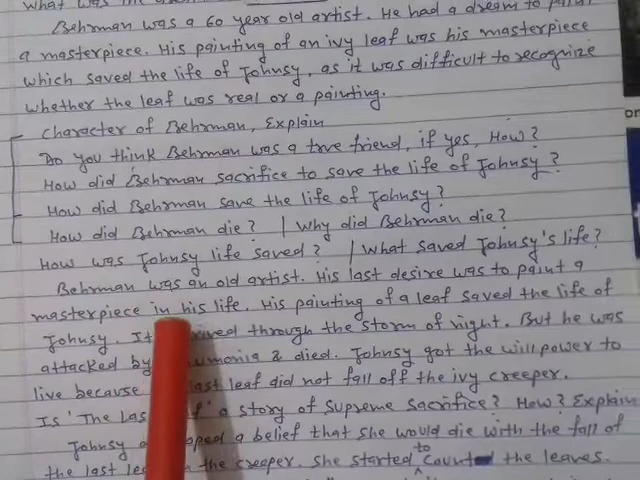 What was the
Behrman was a 60 year old artist. He had a dream to paint
a masterpiece. His painting of an ivy leaf was his masterpiece
which saved the life of Johnsy, as it was difficult to recognize
whether the leaf was real or a painting.
Character of Behrman, Explain
Do you think Behrman was a true friend, if yes, How?
How did Behrman sacrifice to save the life of Johnsy?
How did Behrman save the life of Johnsy?
How did Behrman die? | Why did Behrman die?
How was Johnsy life saved? | What saved Johnsy's life?
Behrman was an old artist. His last desire was to paint a
masterpiece in his life. His painting of a leaf saved the life of
Johnsy. It through the storm of night. But he was
attacked by & died. Johnsy got the will power to
live because last leaf did not fall off the ivy creeper.
Is 'The a story of supreme sacrifice? How? Explain
Johnsy a belief that she would die with the fall of
the last the creeper. She started to count the leaves.